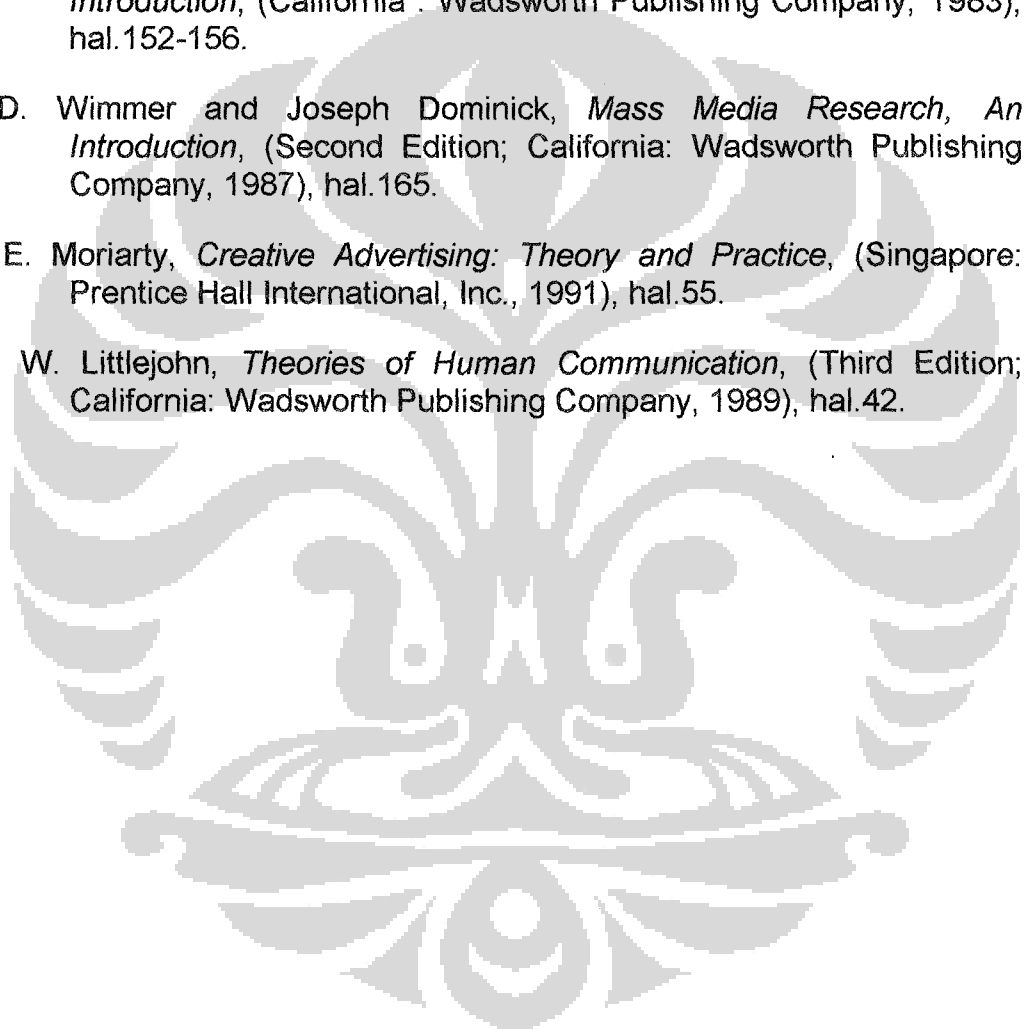 Introduction, (California : Wadsworth Publishing Company, 1983),
hal.152-156.
D. Wimmer and Joseph Dominick, Mass Media Research, An
Introduction, (Second Edition; California: Wadsworth Publishing
Company, 1987), hal.165.
E. Moriarty, Creative Advertising: Theory and Practice, (Singapore:
Prentice Hall International, Inc., 1991), hal.55.
W. Littlejohn, Theories of Human Communication, (Third Edition;
California: Wadsworth Publishing Company, 1989), hal.42.